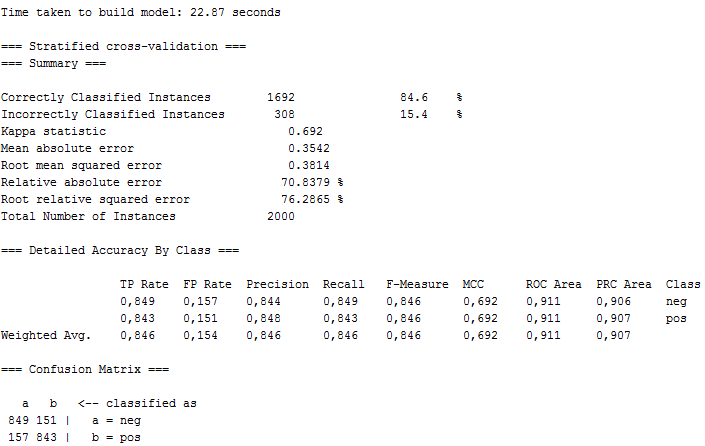 Time taken to build model: 22.87 seconds
=== Stratified cross-validation ===
=== Summary ===
Correctly Classified Instances 1692 84.6 %
Incorrectly Classified Instances 308 15.4 %
Kappa statistic 0.692
Mean absolute error 0.3542
Root mean squared error 0.3814
Relative absolute error 70.8379 %
Root relative squared error 76.2865 %
Total Number of Instances 2000
=== Detailed Accuracy By Class ===
TP Rate FP Rate Precision Recall F-Measure MCC ROC Area PRC Area Class
0,849 0,157 0,844 0,849 0,846 0,692 0,911 0,906 neg
0,843 0,151 0,848 0,843 0,846 0,692 0,911 0,907 pos
Weighted Avg. 0,846 0,154 0,846 0,846 0,846 0,692 0,911 0,907
=== Confusion Matrix ===
a b <-- classified as
849 151 | a = neg
157 843 | b = pos